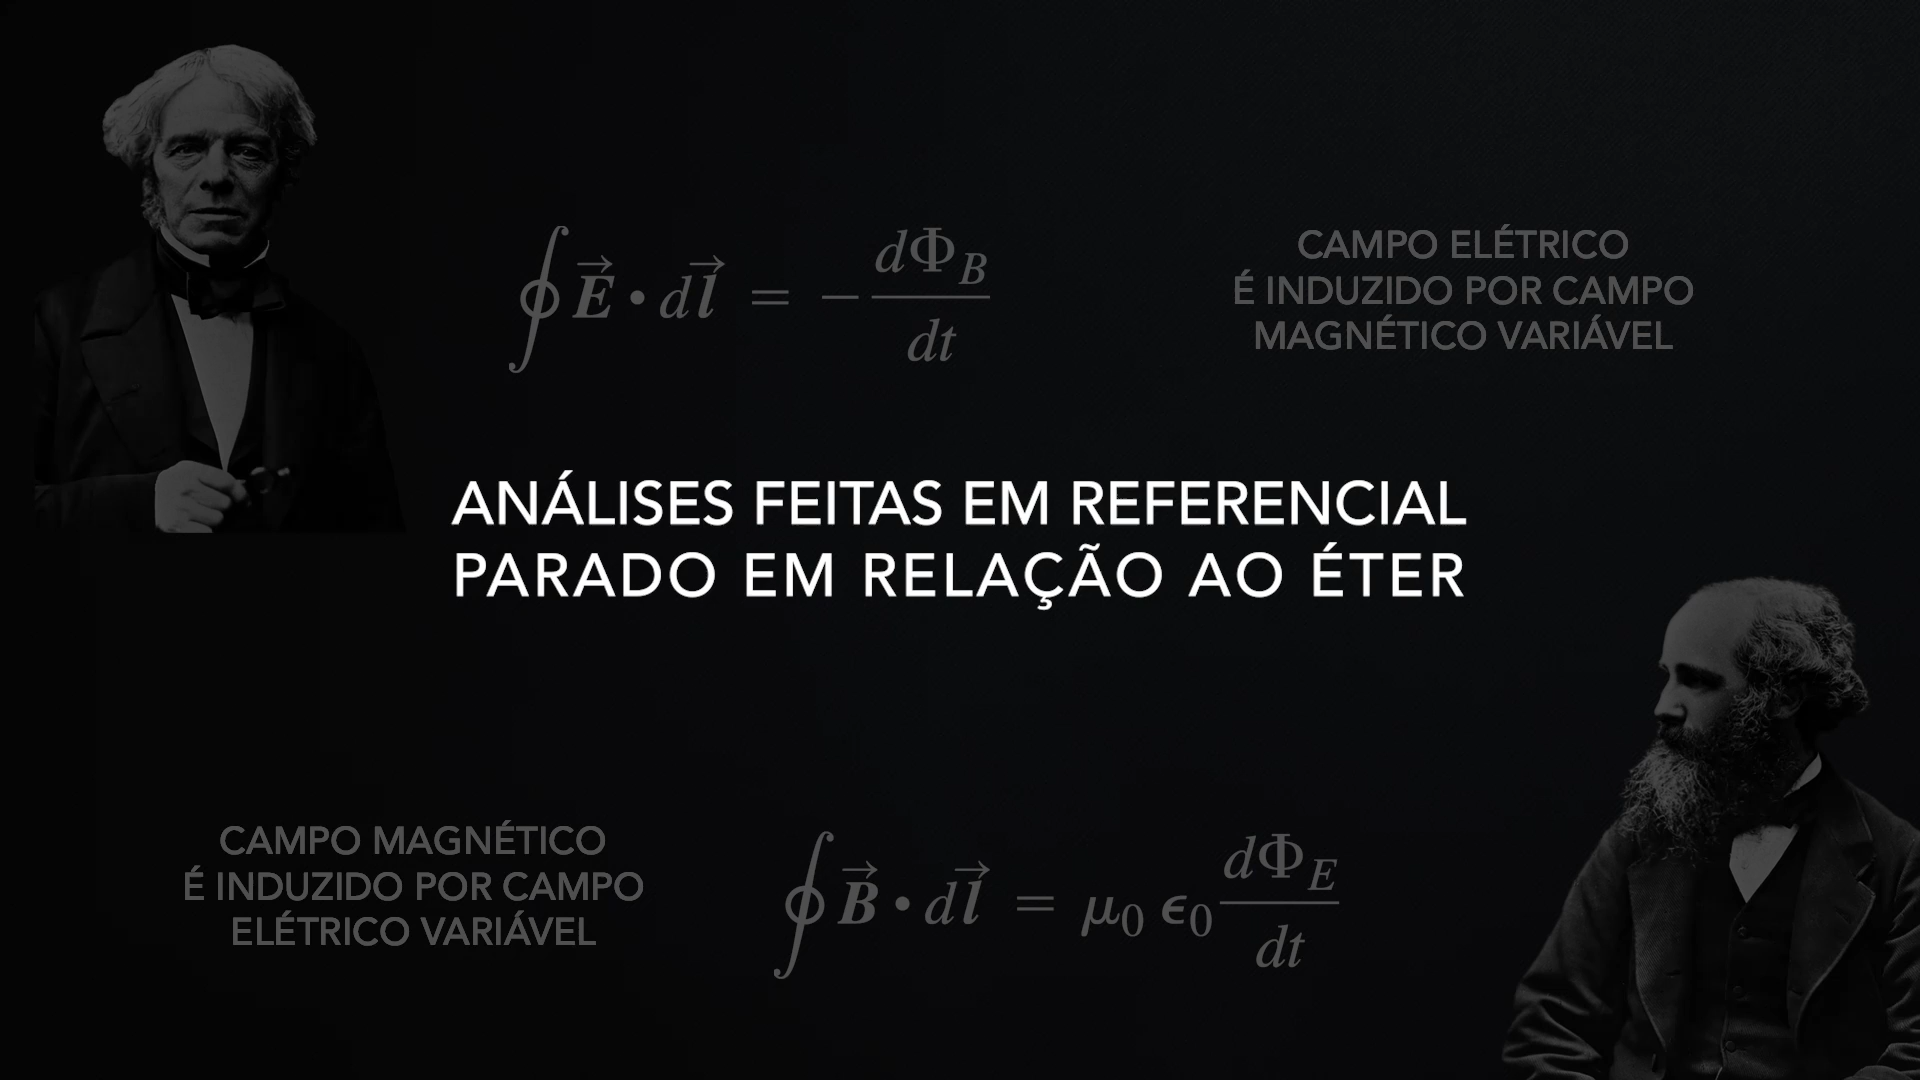 ∮ E⃗ • dl⃗ = − dΦ_B / dt
CAMPO ELÉTRICO
É INDUZIDO POR CAMPO
MAGNÉTICO VARIÁVEL
ANÁLISES FEITAS EM REFERENCIAL
PARADO EM RELAÇÃO AO ÉTER
CAMPO MAGNÉTICO
É INDUZIDO POR CAMPO
ELÉTRICO VARIÁVEL
∮ B⃗ • dl⃗ = μ₀ ϵ₀ dΦ_E / dt